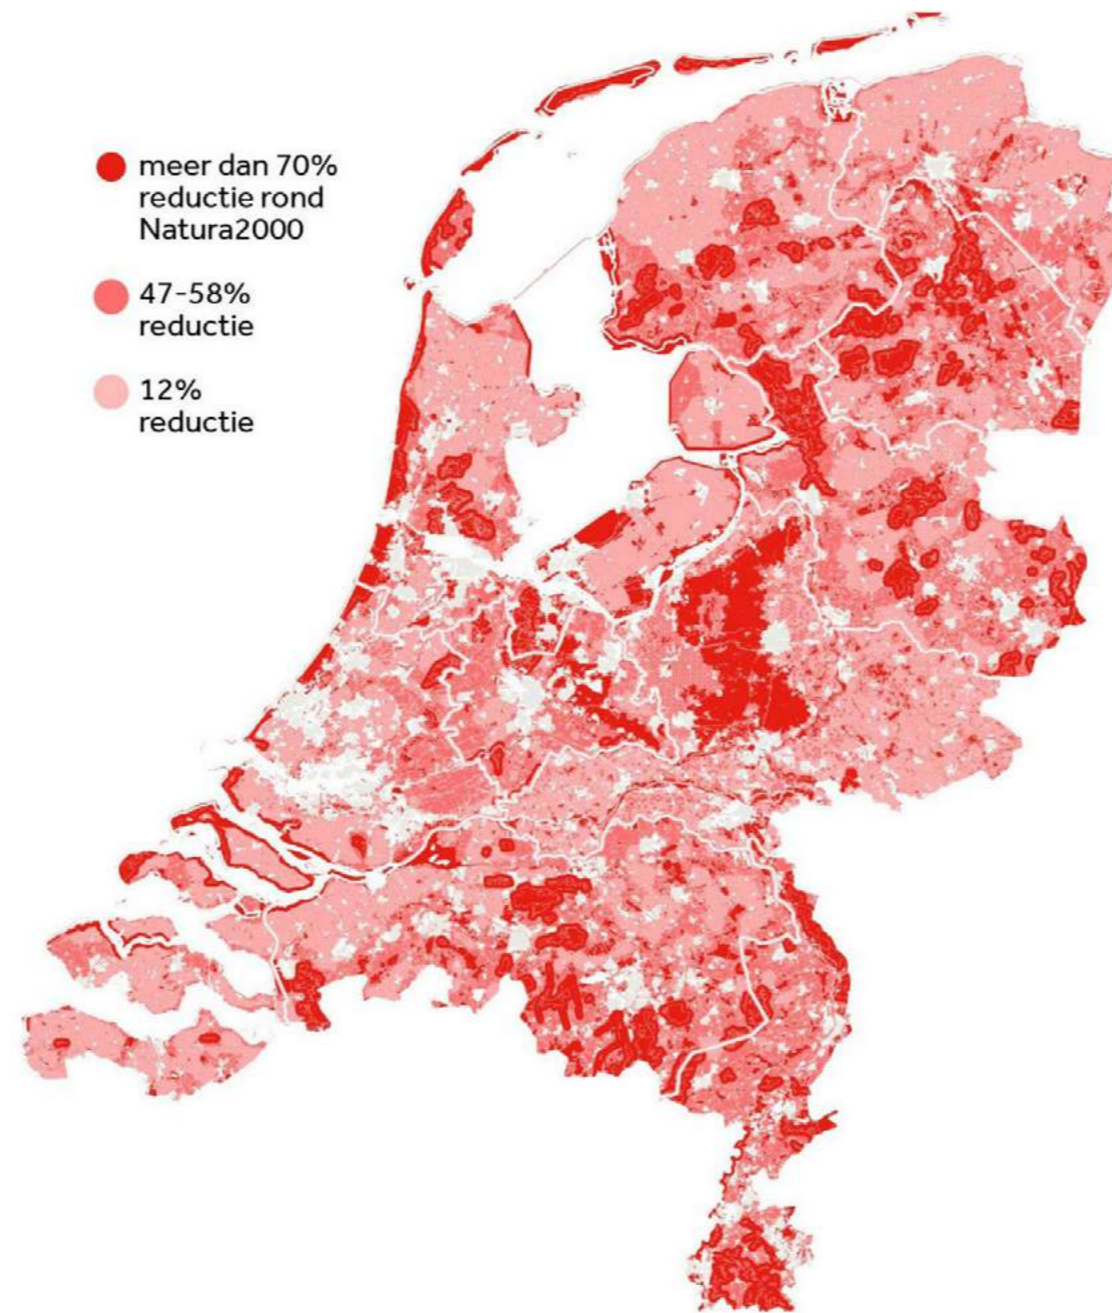 meer dan 70%
reductie rond
Natura2000
47-58%
reductie
12%
reductie